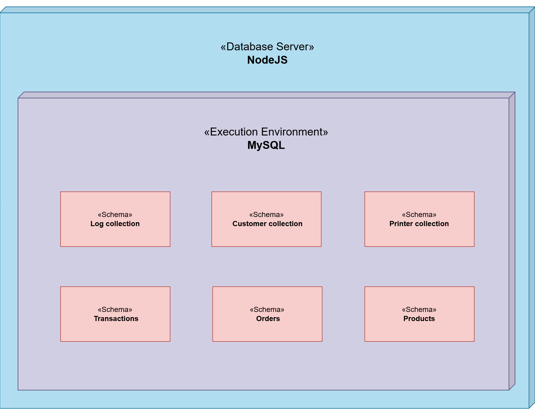 «Database Server»
NodeJS
«Execution Environment»
MySQL
«Schema»
Log collection
«Schema»
Customer collection
«Schema»
Printer collection
«Schema»
Transactions
«Schema»
Orders
«Schema»
Products